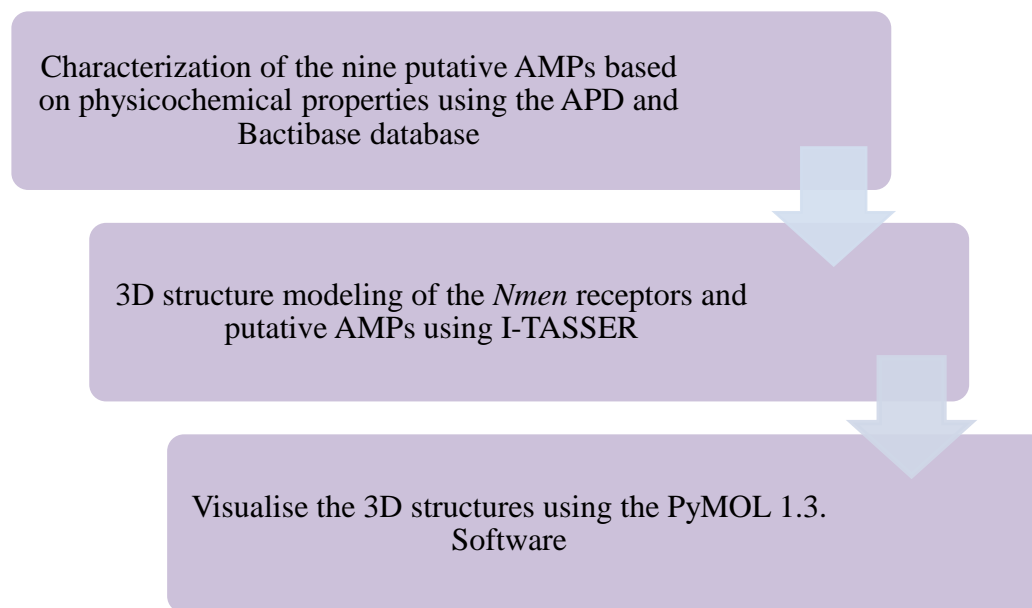 Characterization of the nine putative AMPs based
on physicochemical properties using the APD and
Bactibase database
3D structure modeling of the Nmen receptors and
putative AMPs using I-TASSER
Visualise the 3D structures using the PyMOL 1.3.
Software